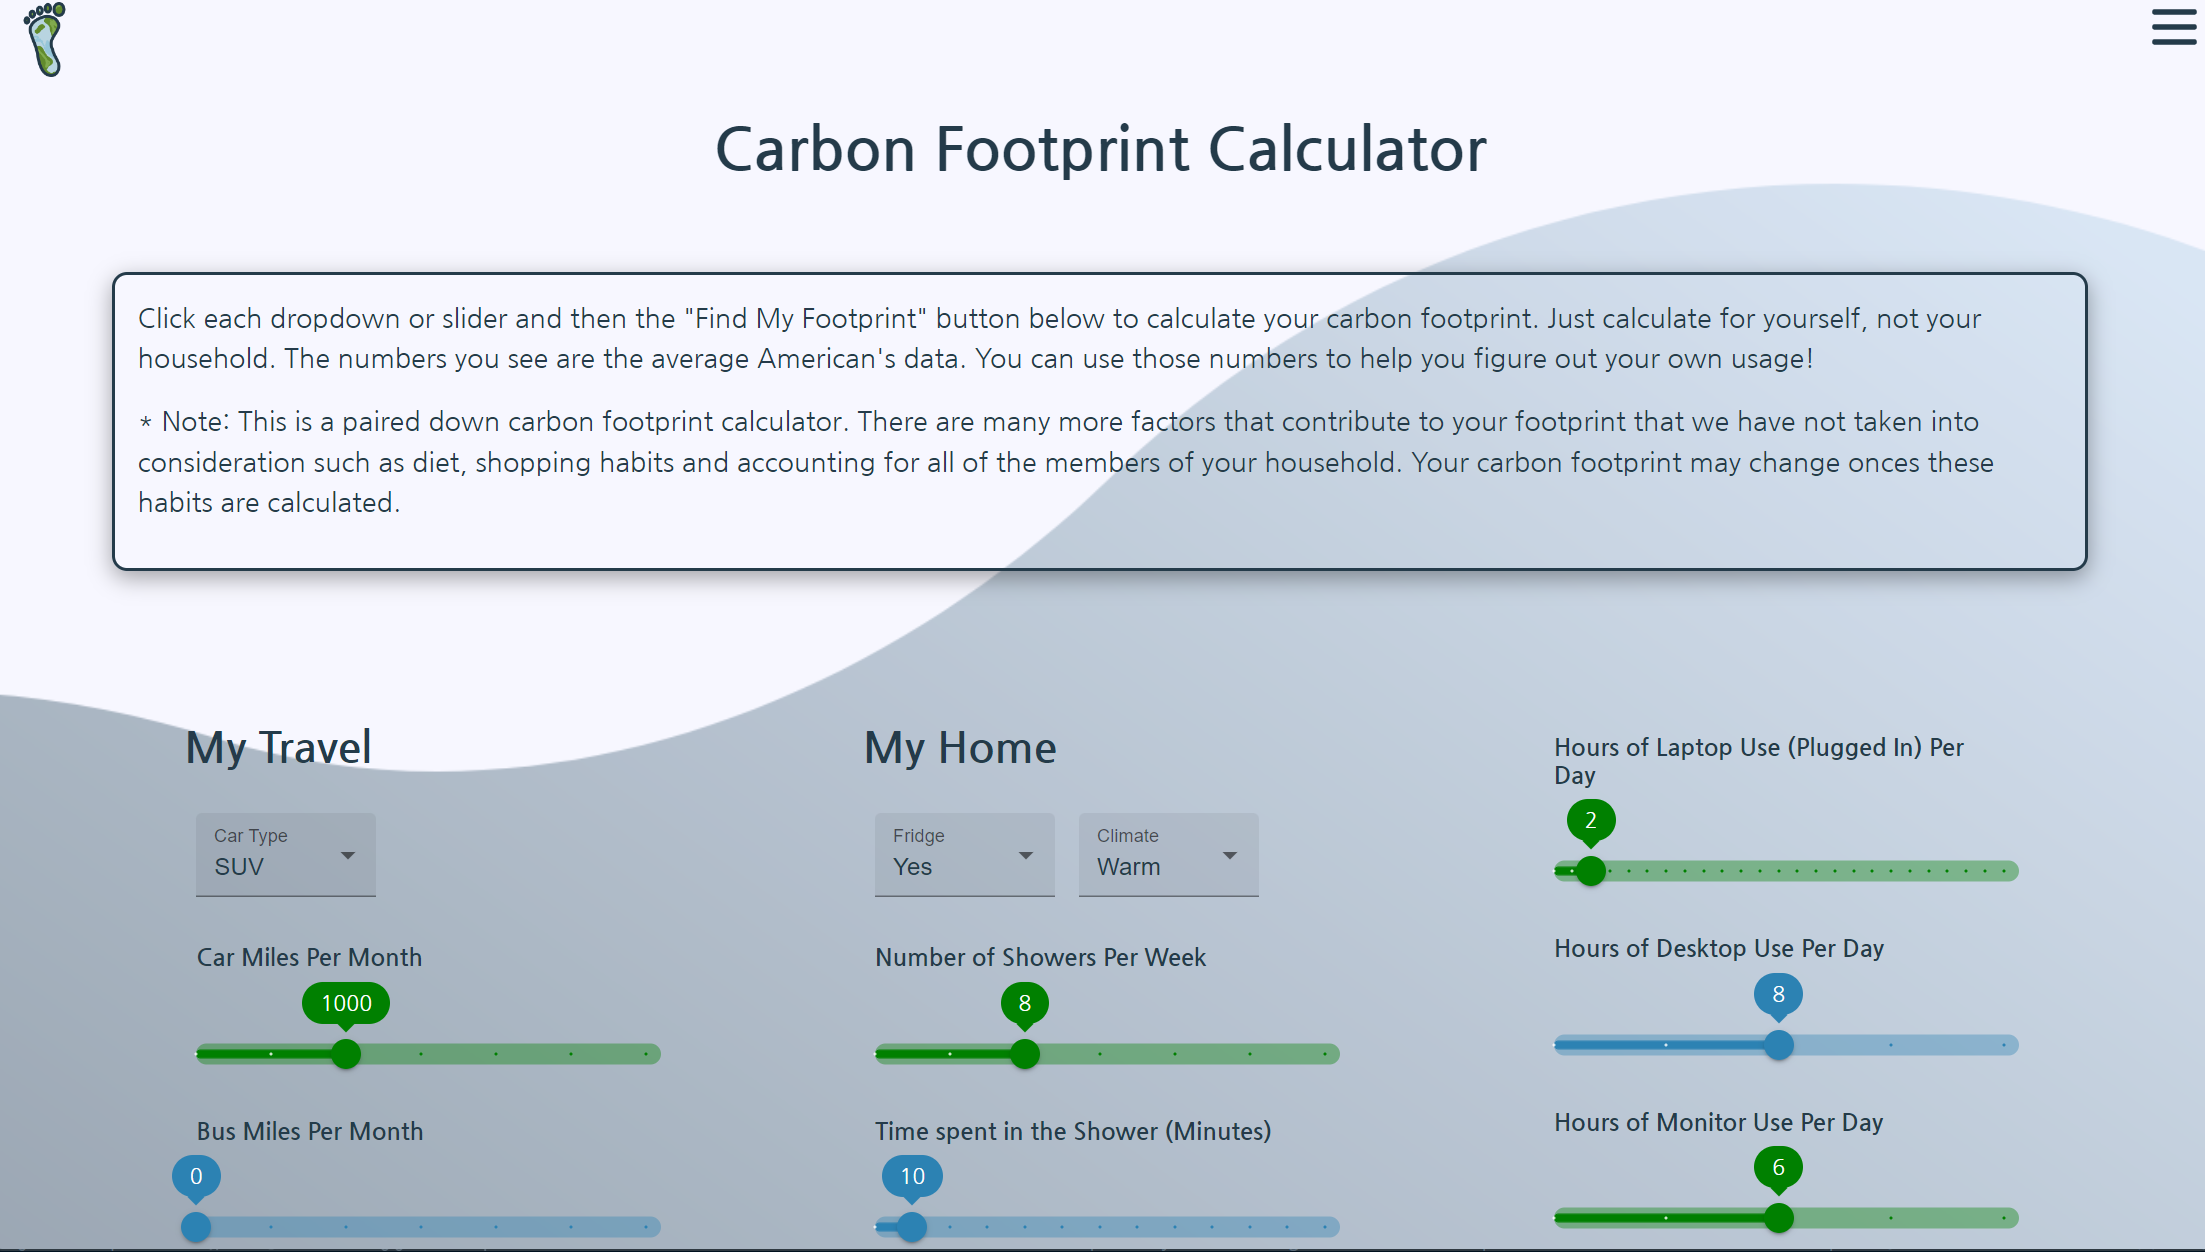 Carbon Footprint Calculator
Click each dropdown or slider and then the "Find My Footprint" button below to calculate your carbon footprint. Just calculate for yourself, not your
household. The numbers you see are the average American's data. You can use those numbers to help you figure out your own usage!
* Note: This is a paired down carbon footprint calculator. There are many more factors that contribute to your footprint that we have not taken into
consideration such as diet, shopping habits and accounting for all of the members of your household. Your carbon footprint may change onces these
habits are calculated.
My Travel
Car Type
SUV
Car Miles Per Month
1000
Bus Miles Per Month
0
My Home
Fridge
Yes
Climate
Warm
Number of Showers Per Week
8
Time spent in the Shower (Minutes)
10
Hours of Laptop Use (Plugged In) Per
Day
2
Hours of Desktop Use Per Day
8
Hours of Monitor Use Per Day
6